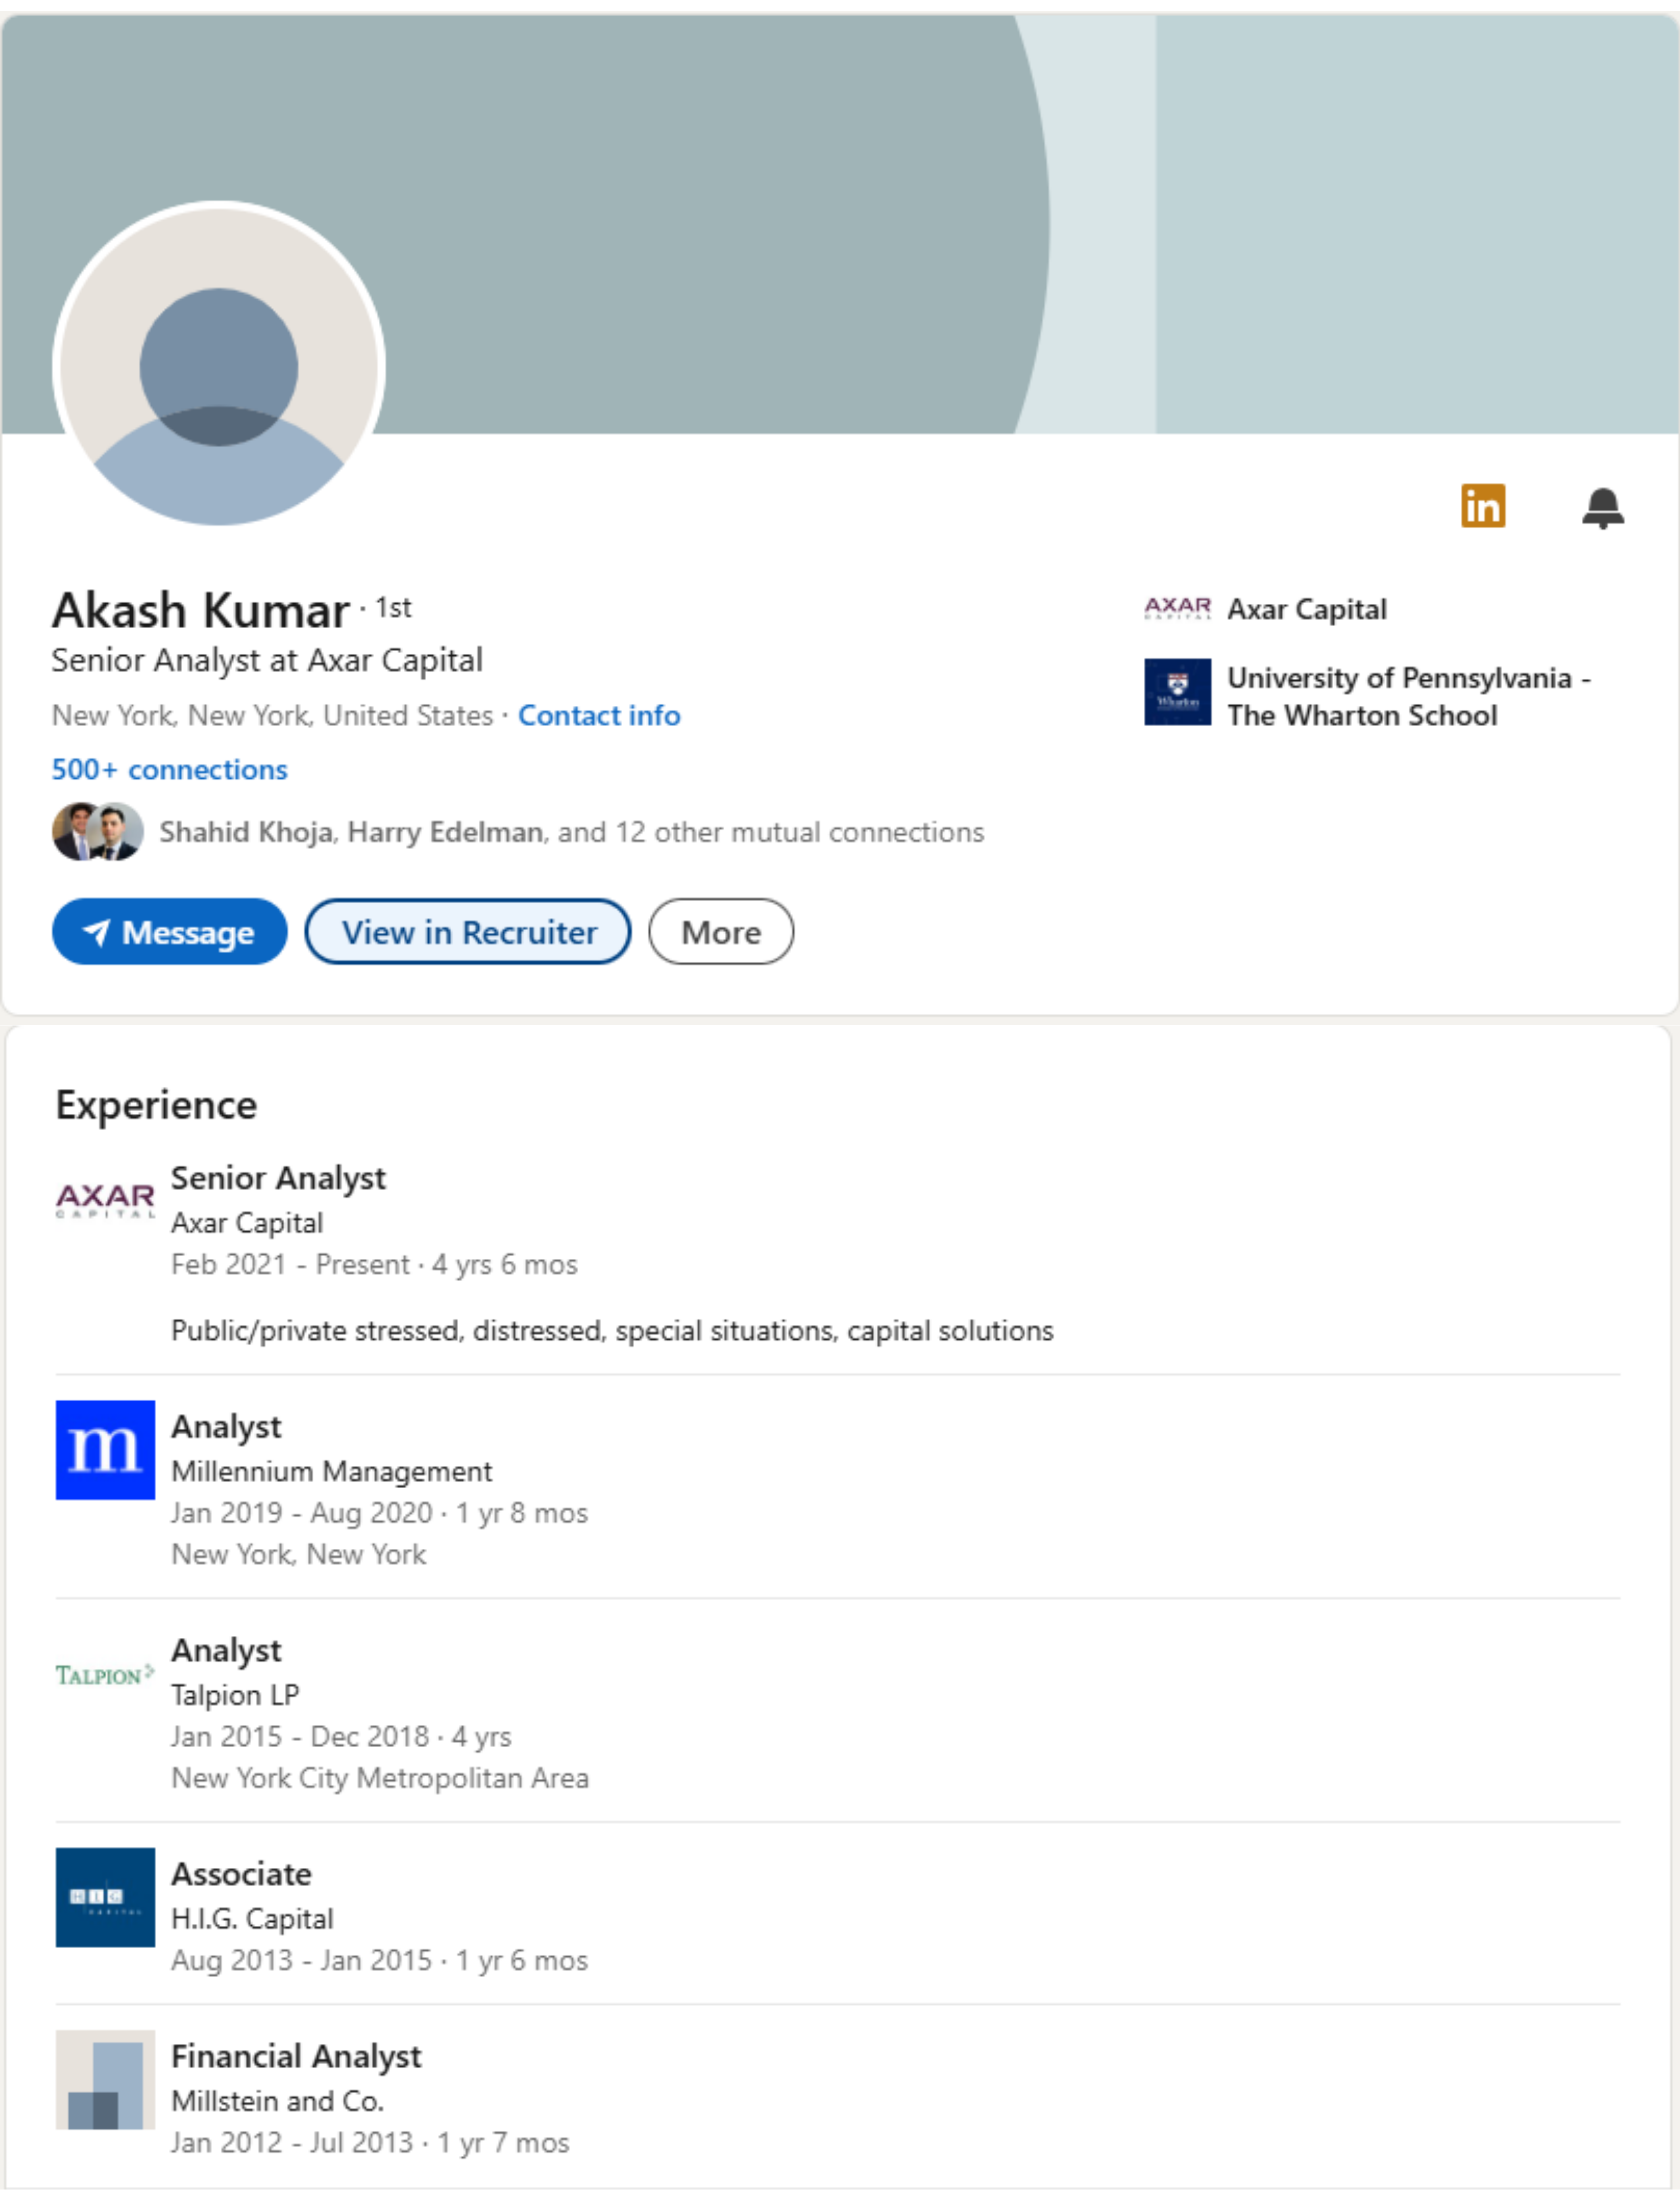 in
Akash Kumar · 1st
Senior Analyst at Axar Capital
New York, New York, United States · Contact info
500+ connections
Shahid Khoja, Harry Edelman, and 12 other mutual connections
Message
View in Recruiter
More
AXAR
CAPITAL
Axar Capital
Wharton
University of Pennsylvania -
The Wharton School
Experience
AXAR
CAPITAL
Senior Analyst
Axar Capital
Feb 2021 - Present · 4 yrs 6 mos
Public/private stressed, distressed, special situations, capital solutions
m
Analyst
Millennium Management
Jan 2019 - Aug 2020 · 1 yr 8 mos
New York, New York
TALPION
Analyst
Talpion LP
Jan 2015 - Dec 2018 · 4 yrs
New York City Metropolitan Area
HIG
CAPITAL
Associate
H.I.G. Capital
Aug 2013 - Jan 2015 · 1 yr 6 mos
Financial Analyst
Millstein and Co.
Jan 2012 - Jul 2013 · 1 yr 7 mos